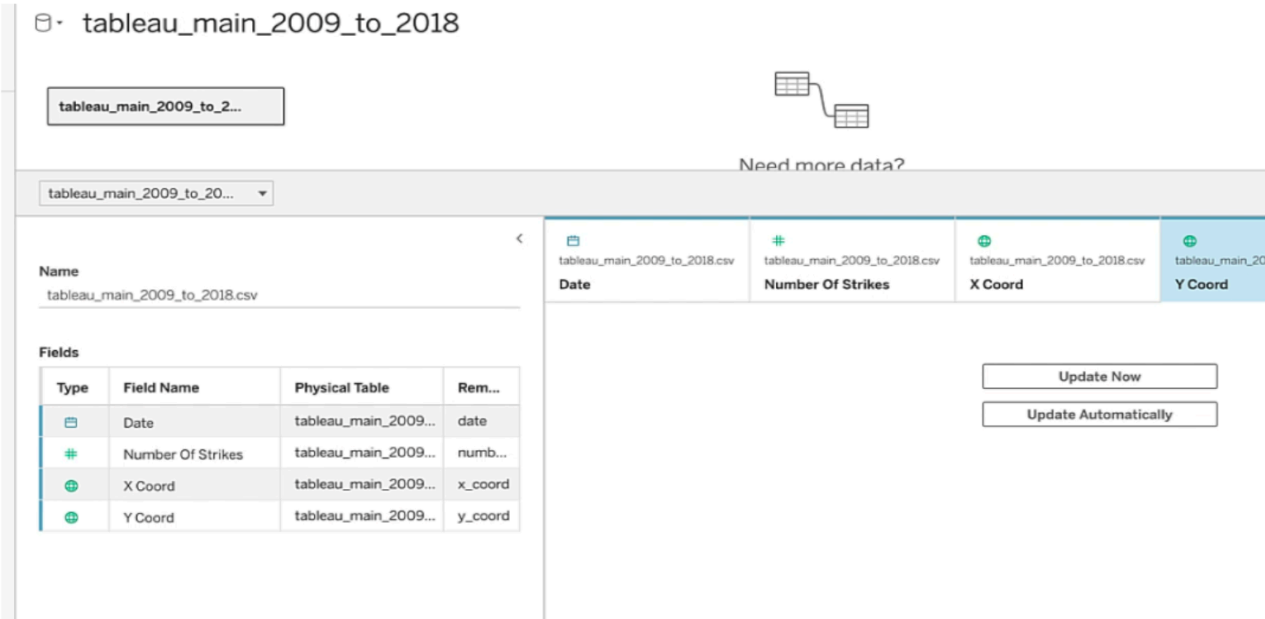 tableau_main_2009_to_2018
tableau_main_2009_to_2...
Need more data?
tableau_main_2009_to_20...
Name
tableau_main_2009_to_2018.csv
Fields
Type Field Name Physical Table Rem...
Date tableau_main_2009... date
Number Of Strikes tableau_main_2009... numb...
X Coord tableau_main_2009... x_coord
Y Coord tableau_main_2009... y_coord
tableau_main_2009_to_2018.csv tableau_main_2009_to_2018.csv tableau_main_2009_to_2018.csv tableau_main_20
Date Number Of Strikes X Coord Y Coord
Update Now
Update Automatically